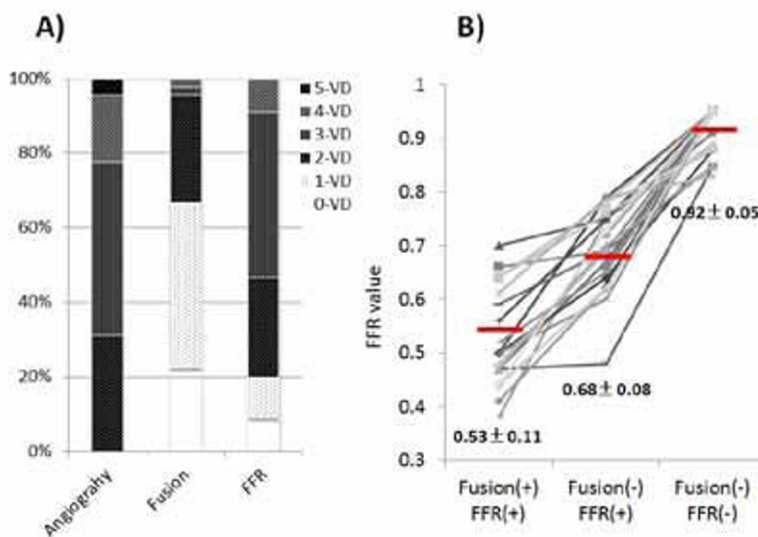 A)
100%
80%
60%
40%
20%
0%
5-VD
4-VD
3-VD
2-VD
1-VD
0-VD
Angiograhy
Fusion
FFR
B)
FFR value
1
0.9
0.8
0.7
0.6
0.5
0.4
0.3
0.53 ± 0.11
0.68 ± 0.08
0.92 ± 0.05
Fusion(+)
FFR(+)
Fusion(-)
FFR(+)
Fusion(-)
FFR(-)